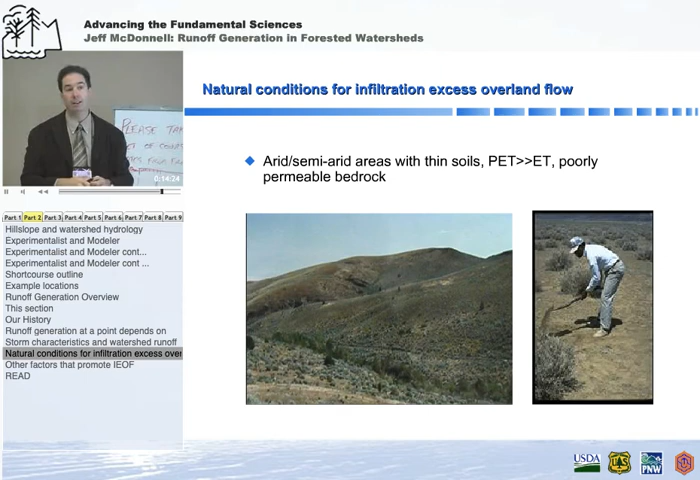 Advancing the Fundamental Sciences
Jeff McDonnell: Runoff Generation in Forested Watersheds
Natural conditions for infiltration excess overland flow
PLEASE
0:14:24
Arid/semi-arid areas with thin soils, PET>>ET, poorly
permeable bedrock
Part 1 Part 2 Part 3 Part 4 Part 5 Part 6 Part 7 Part 8 Part 9
Hillslope and watershed hydrology
Experimentalist and Modeler
Experimentalist and Modeler cont...
Experimentalist and Modeler cont ...
Shortcourse outline
Example locations
Runoff Generation Overview
This section
Our History
Runoff generation at a point depends on
Storm characteristics and watershed runoff
Natural conditions for infiltration excess over
Other factors that promote IEOF
READ
USDA
US
PNW